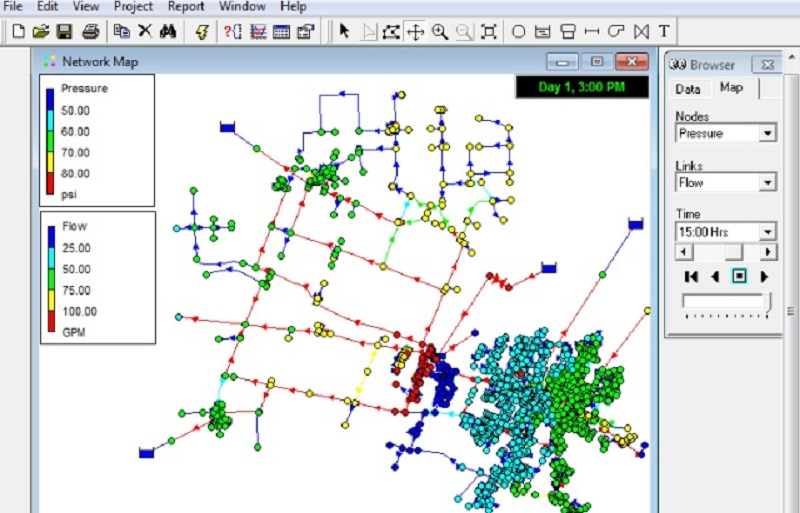 File Edit View Project Report Window Help
T
Network Map
Pressure
50.00
60.00
70.00
80.00
psi
Flow
25.00
50.00
75.00
100.00
GPM
Day 1, 3:00 PM
Browser
Data Map
Nodes
Pressure
Links
Flow
Time
15:00 Hrs